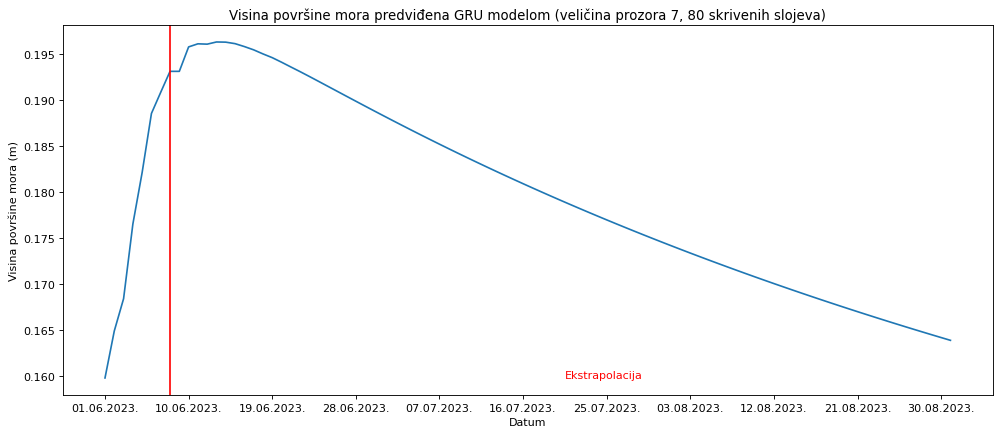 Visina površine mora predviđena GRU modelom (veličina prozora 7, 80 skrivenih slojeva)
Visina površine mora (m)
0.195
0.190
0.185
0.180
0.175
0.170
0.165
0.160
Ekstrapolacija
01.06.2023. 10.06.2023. 19.06.2023. 28.06.2023. 07.07.2023. 16.07.2023. 25.07.2023. 03.08.2023. 12.08.2023. 21.08.2023. 30.08.2023.
Datum